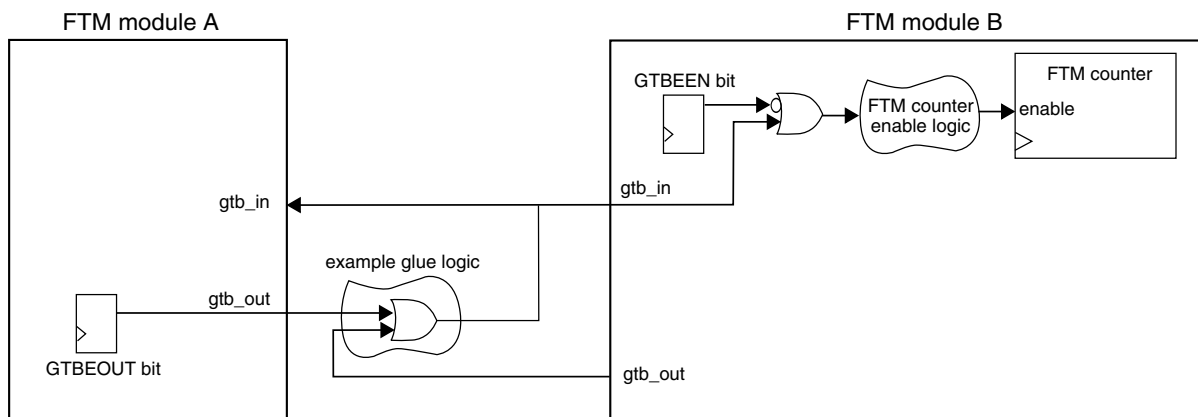 FTM module A
FTM module B
GTBEEN bit
FTM counter
enable logic
FTM counter
enable
gtb_in
gtb_in
example glue logic
gtb_out
GTBEOUT bit
gtb_out